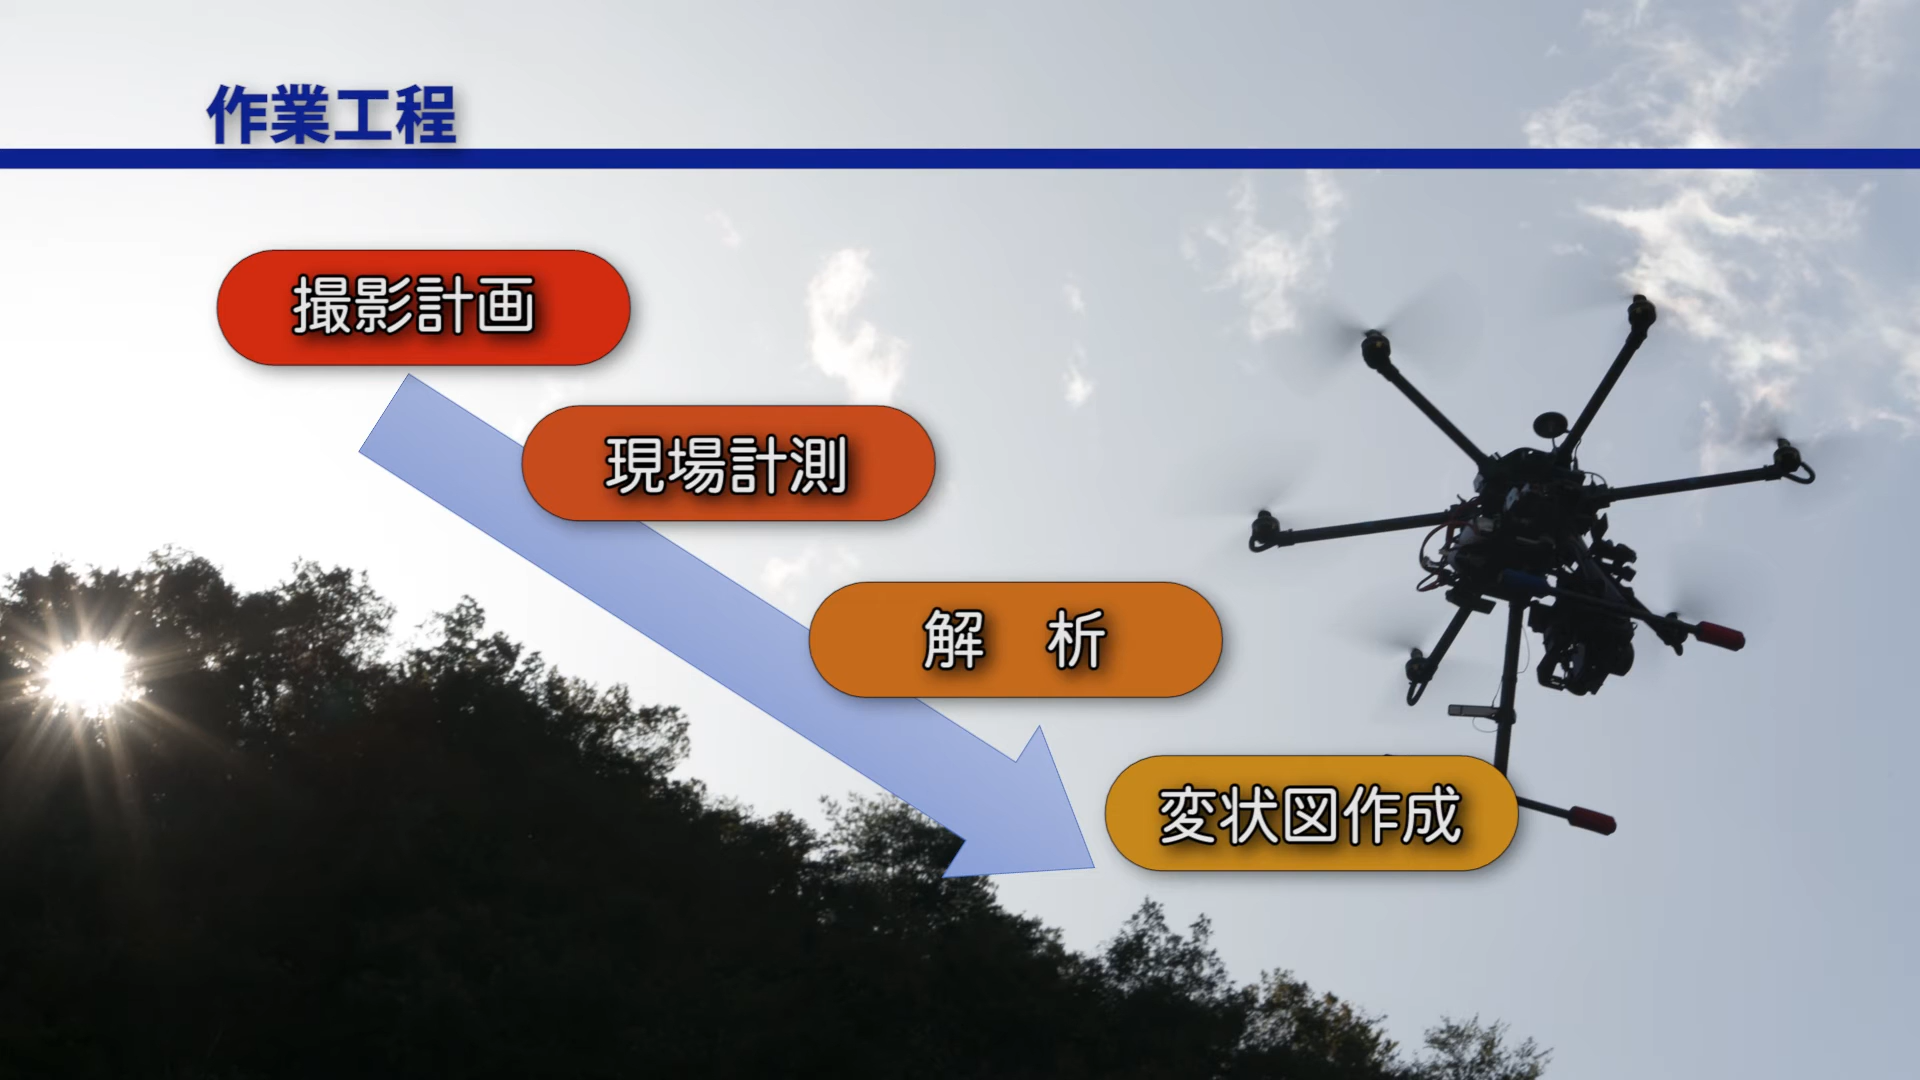 作業工程
撮影計画
現場計測
解　析
変状図作成